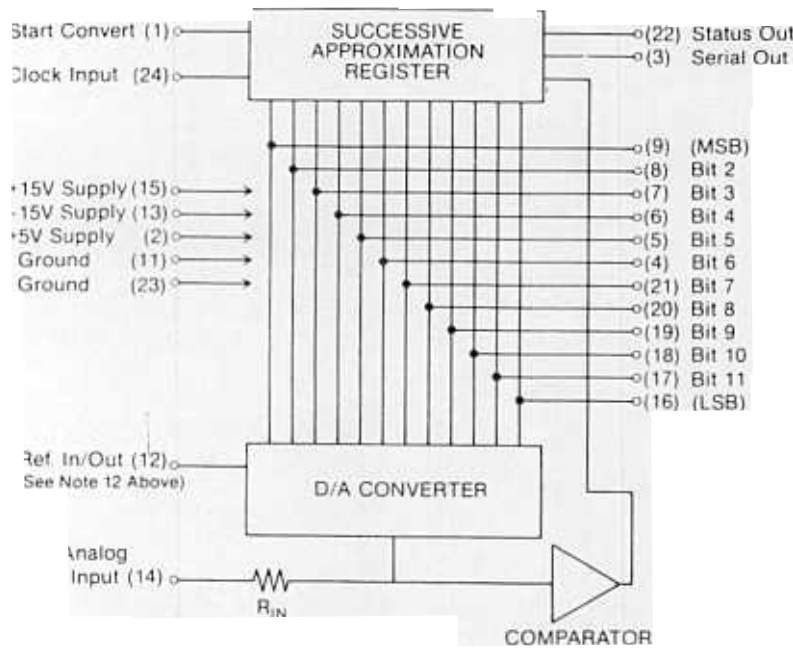 SUCCESSIVE
APPROXIMATION
REGISTER
Start Convert (1)
Clock Input (24)
(22) Status Out
(3) Serial Out
(9) (MSB)
(8) Bit 2
(7) Bit 3
(6) Bit 4
(5) Bit 5
(4) Bit 6
(21) Bit 7
(20) Bit 8
(19) Bit 9
(18) Bit 10
(17) Bit 11
(16) (LSB)
+15V Supply (15)
-15V Supply (13)
+5V Supply (2)
Ground (11)
Ground (23)
Ref. In/Out (12)
(See Note 12 Above)
D/A CONVERTER
Analog
Input (14)
RIN
COMPARATOR